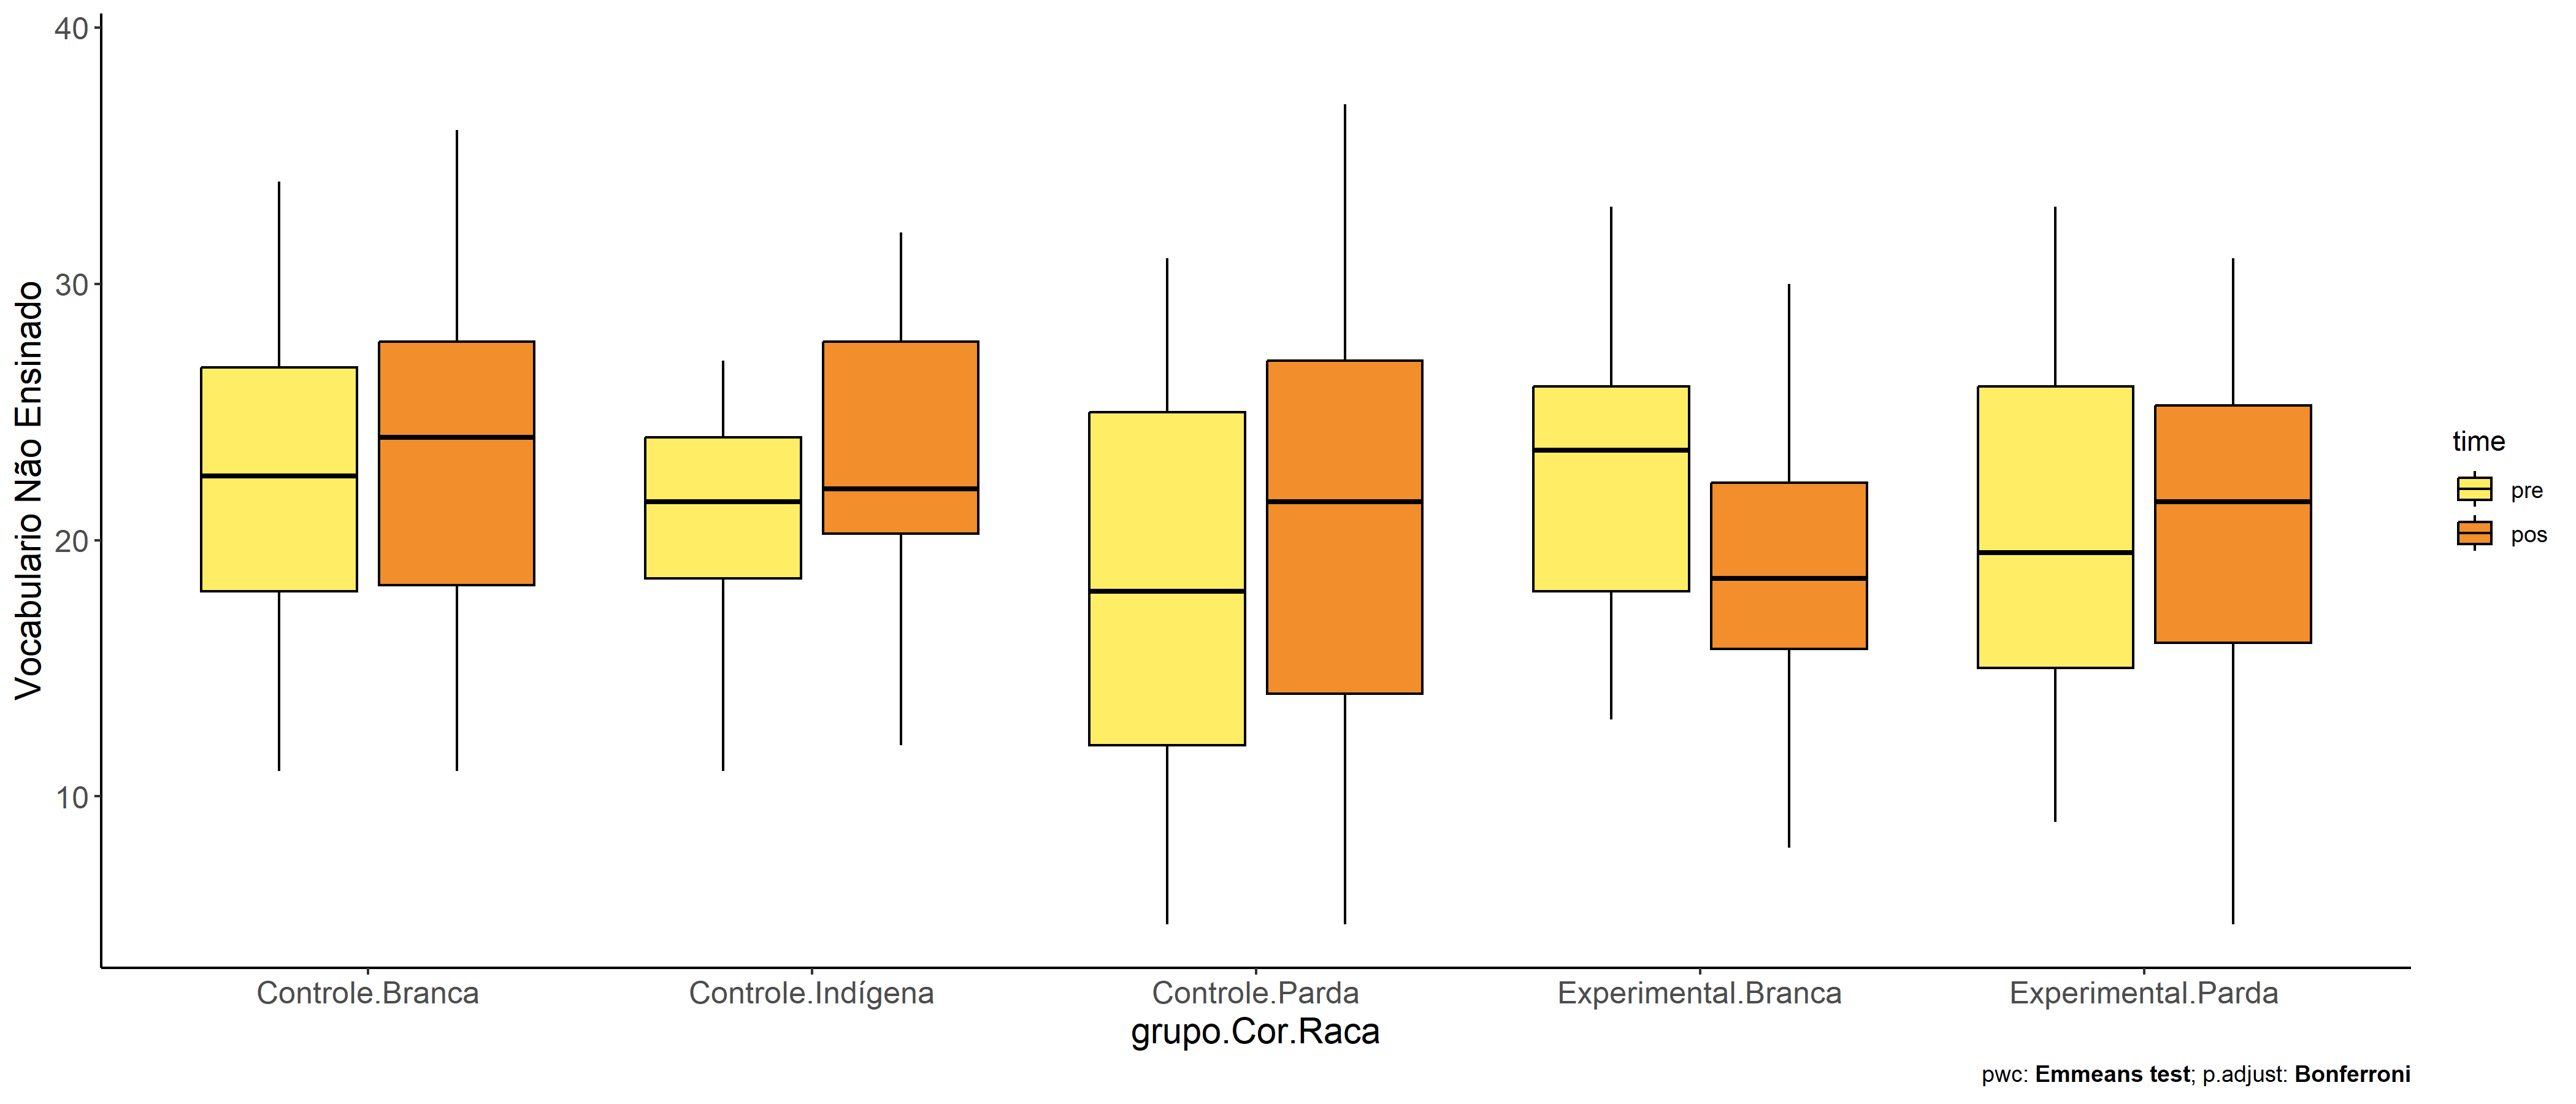 Vocabulario Não Ensinado
40
30
20
10
Controle.Branca
Controle.Indígena
Controle.Parda
Experimental.Branca
Experimental.Parda
grupo.Cor.Raca
time
pre
pos
pwc: Emmeans test; p.adjust: Bonferroni